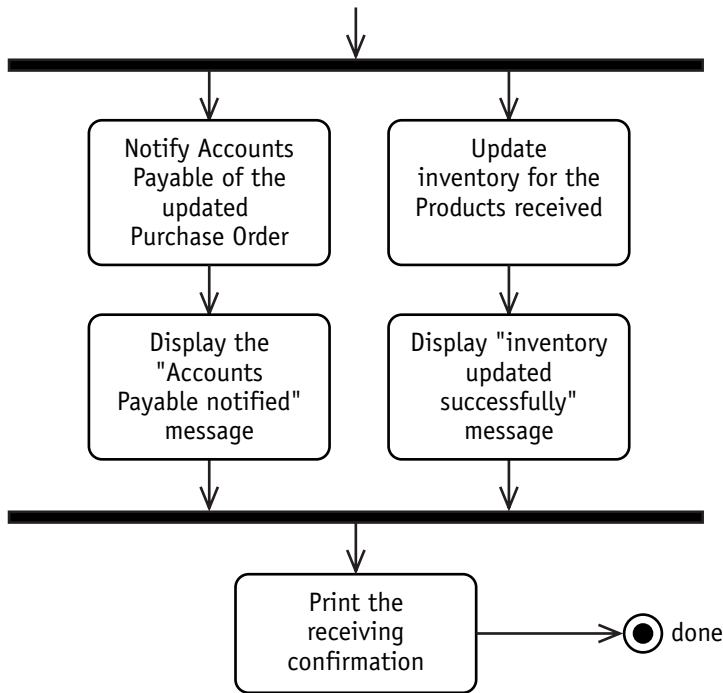 Notify Accounts
Payable of the
updated
Purchase Order
Update
inventory for the
Products received
Display the
"Accounts
Payable notified"
message
Display "inventory
updated
successfully"
message
Print the
receiving
confirmation
done